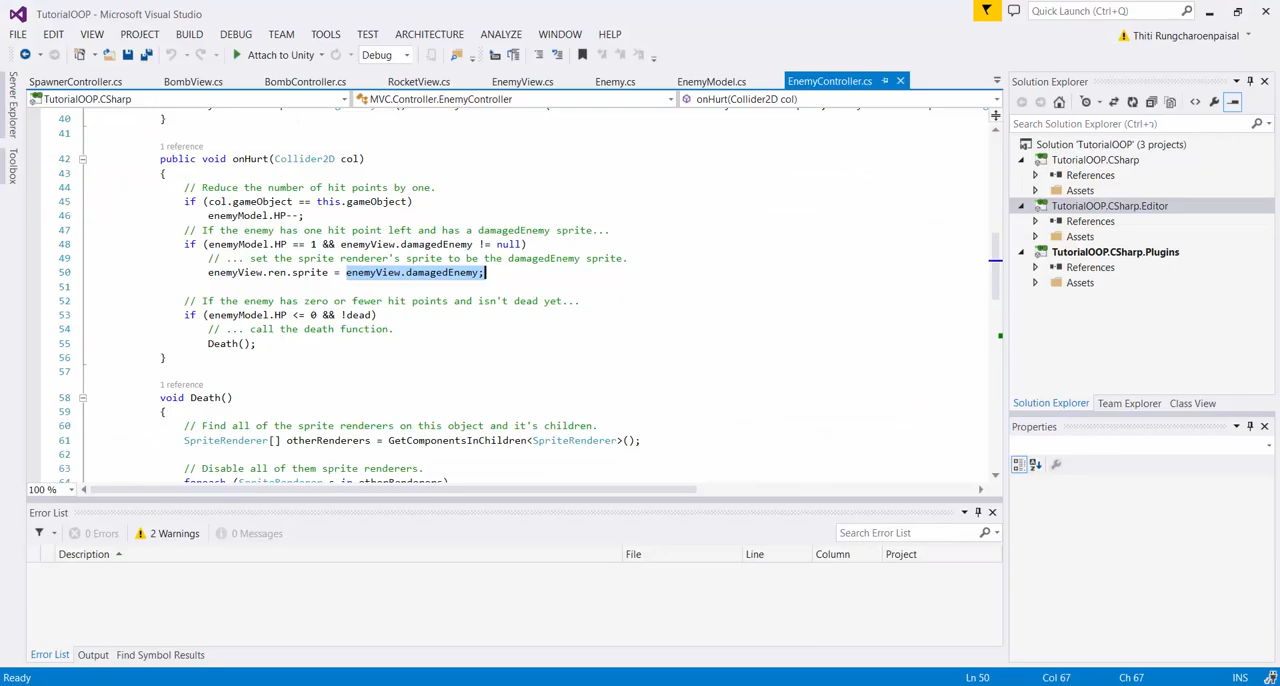 TutorialOOP - Microsoft Visual Studio
Quick Launch (Ctrl+Q)
FILE EDIT VIEW PROJECT BUILD DEBUG TEAM TOOLS TEST ARCHITECTURE ANALYZE WINDOW HELP
Thiti Rungcharoenpaisal
Attach to Unity Debug
Server Explorer
Toolbox
SpawnerController.cs BombView.cs BombController.cs RocketView.cs EnemyView.cs Enemy.cs EnemyModel.cs EnemyController.cs
TutorialOOP.CSharp MVC.Controller.EnemyController onHurt(Collider2D col)
40 }
41
1 reference
42 public void onHurt(Collider2D col)
43 {
44 // Reduce the number of hit points by one.
45 if (col.gameObject == this.gameObject)
46 enemyModel.HP--;
47 // If the enemy has one hit point left and has a damagedEnemy sprite...
48 if (enemyModel.HP == 1 && enemyView.damagedEnemy != null)
49 // ... set the sprite renderer's sprite to be the damagedEnemy sprite.
50 enemyView.ren.sprite = enemyView.damagedEnemy;
51
52 // If the enemy has zero or fewer hit points and isn't dead yet...
53 if (enemyModel.HP <= 0 && !dead)
54 // ... call the death function.
55 Death();
56 }
57
1 reference
58 void Death()
59 {
60 // Find all of the sprite renderers on this object and it's children.
61 SpriteRenderer[] otherRenderers = GetComponentsInChildren<SpriteRenderer>();
62
63 // Disable all of them sprite renderers.
64 foreach (SpriteRenderer s in otherRenderers)
100 %
Solution Explorer
Search Solution Explorer (Ctrl+ว)
Solution 'TutorialOOP' (3 projects)
TutorialOOP.CSharp
References
Assets
TutorialOOP.CSharp.Editor
References
Assets
TutorialOOP.CSharp.Plugins
References
Assets
Solution Explorer Team Explorer Class View
Properties
Error List
0 Errors 2 Warnings 0 Messages
Search Error List
Description File Line Column Project
Error List Output Find Symbol Results
Ready Ln 50 Col 67 Ch 67 INS